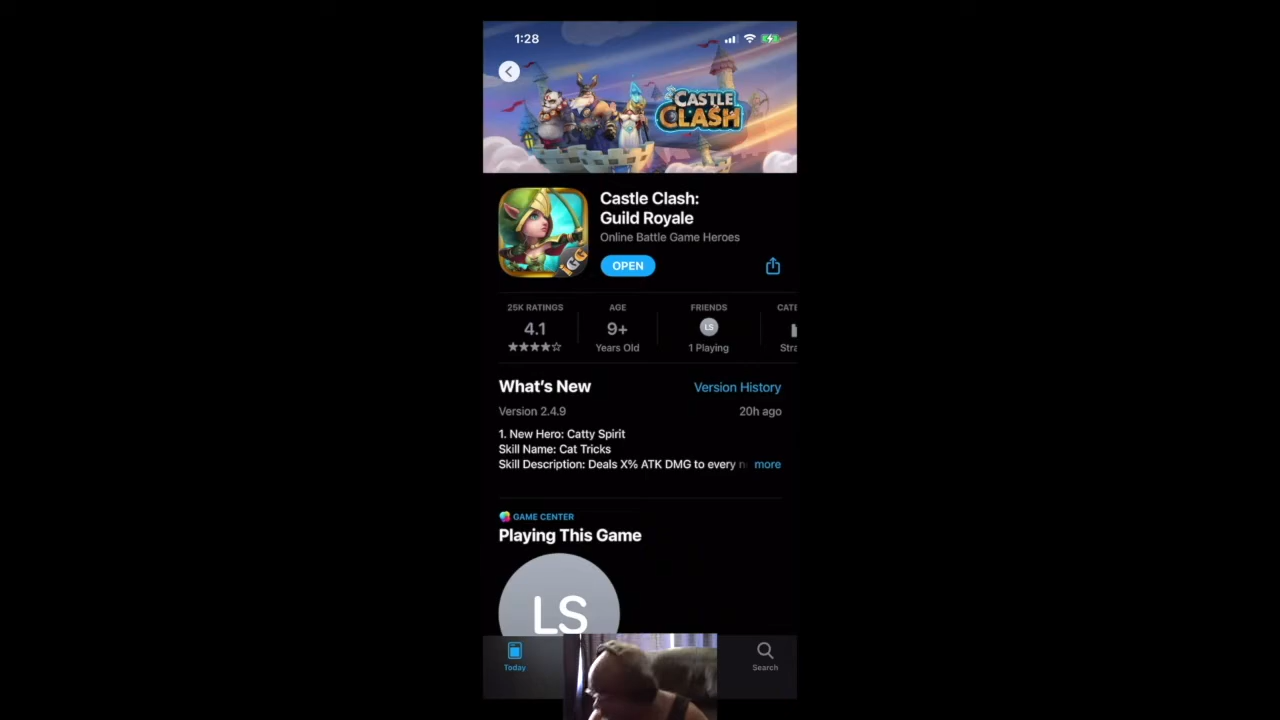 1:28
CASTLE
CLASH
Castle Clash:
Guild Royale
Online Battle Game Heroes
IGG
OPEN
25K RATINGS
AGE
FRIENDS
CATE
4.1
9+
LS
Years Old
1 Playing
Stra
What's New
Version History
Version 2.4.9
20h ago
1. New Hero: Catty Spirit
Skill Name: Cat Tricks
Skill Description: Deals X% ATK DMG to every
more
GAME CENTER
Playing This Game
LS
Today
Search